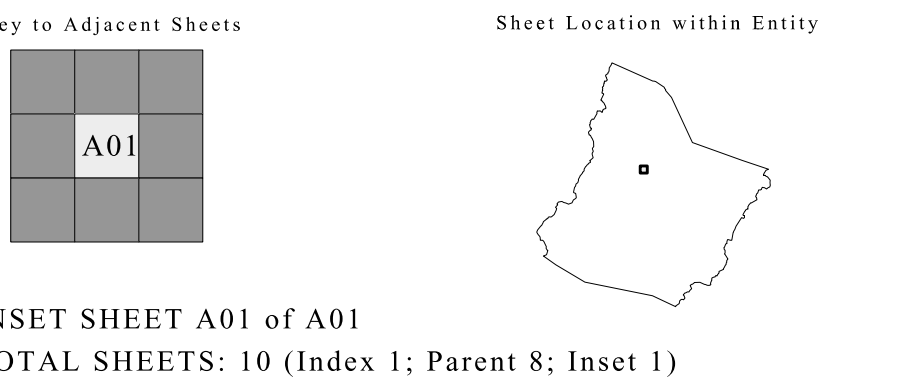 ey to Adjacent Sheets
Sheet Location within Entity
A01
NSET SHEET A01 of A01
OTAL SHEETS: 10 (Index 1; Parent 8; Inset 1)